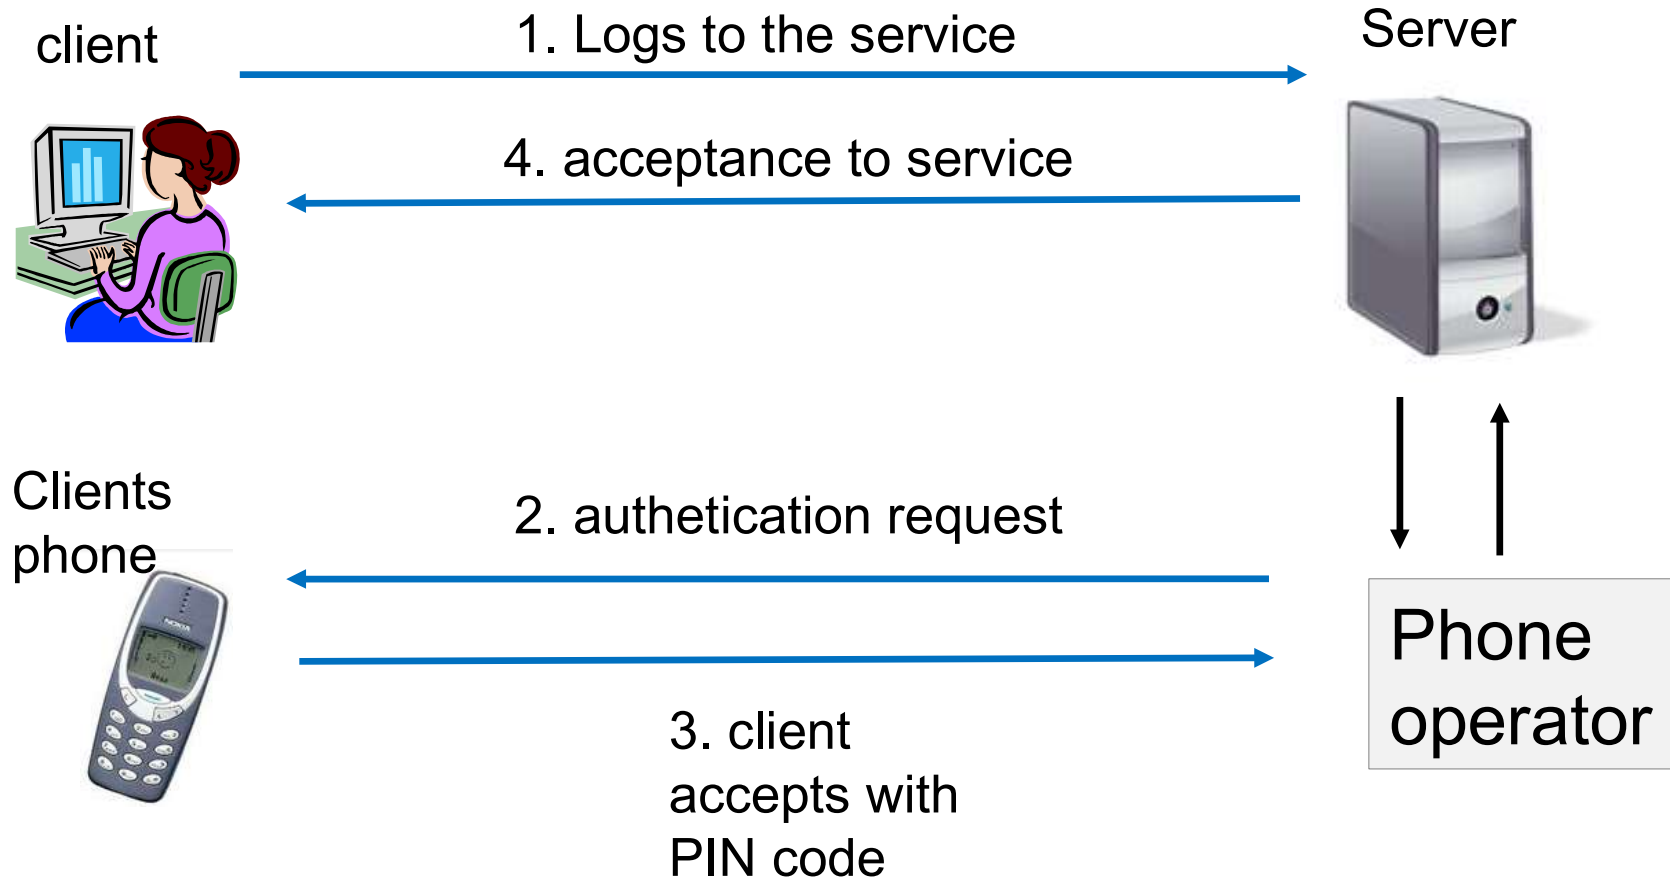 client
1. Logs to the service
Server
4. acceptance to service
Clients
phone
2. authetication request
NOKIA
Phone
operator
3. client
accepts with
PIN code